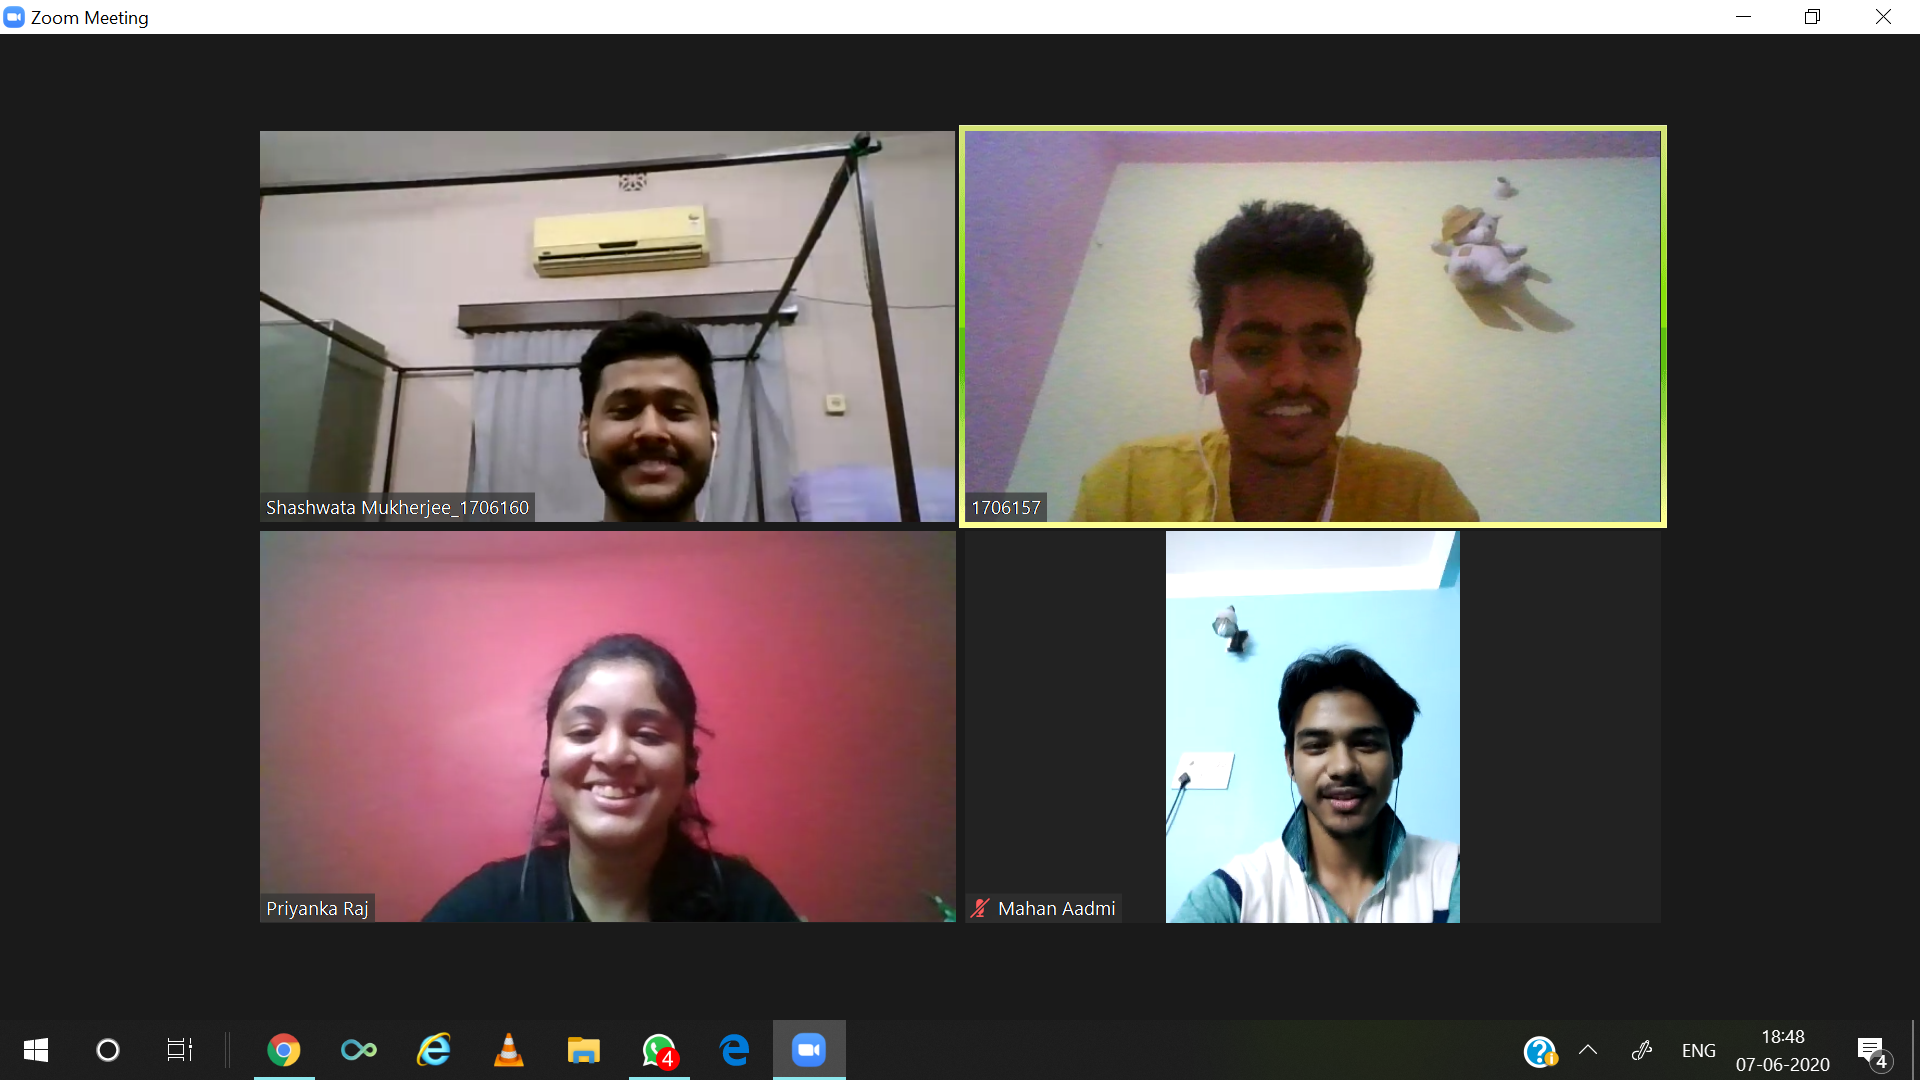 Zoom Meeting
Shashwata Mukherjee_1706160
1706157
Priyanka Raj
Mahan Aadmi
4
ENG
18:48
07-06-2020
4